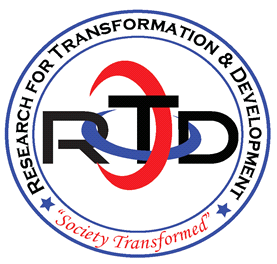 RESEARCH FOR TRANSFORMATION & DEVELOPMENT
RTD
"Society Transformed"